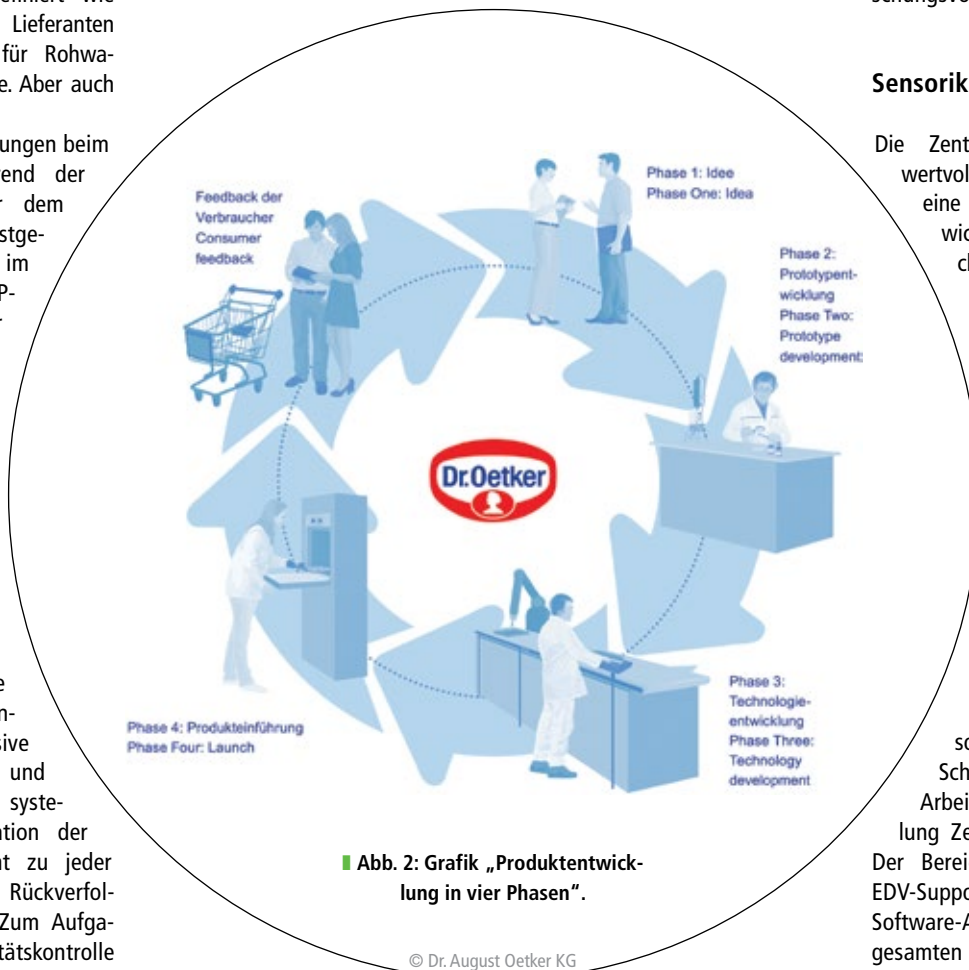 Lieferanten
für Rohwa-
e. Aber auch
ungen beim
end der
dem
stge-
im
P-
e
n-
sive
und
syste-
tion der
t zu jeder
Rückverfol-
Zum Aufga-
tätskontrolle
Feedback der
Verbraucher
Consumer
feedback
Phase 1: Idee
Phase One: Idea
Phase 2:
Prototypent-
wicklung
Phase Two:
Prototype
development:
Dr.Oetker
Phase 3:
Technologie-
entwicklung
Phase Three:
Technology
development
Phase 4: Produkteinführung
Phase Four: Launch
Abb. 2: Grafik „Produktentwick-
lung in vier Phasen“.
© Dr. August Oetker KG
Sensorik
Die Zent
wertvol
eine
wic
c
so
Sch
Arbei
lung Ze
Der Berei
EDV-Suppo
Software-A
gesamten